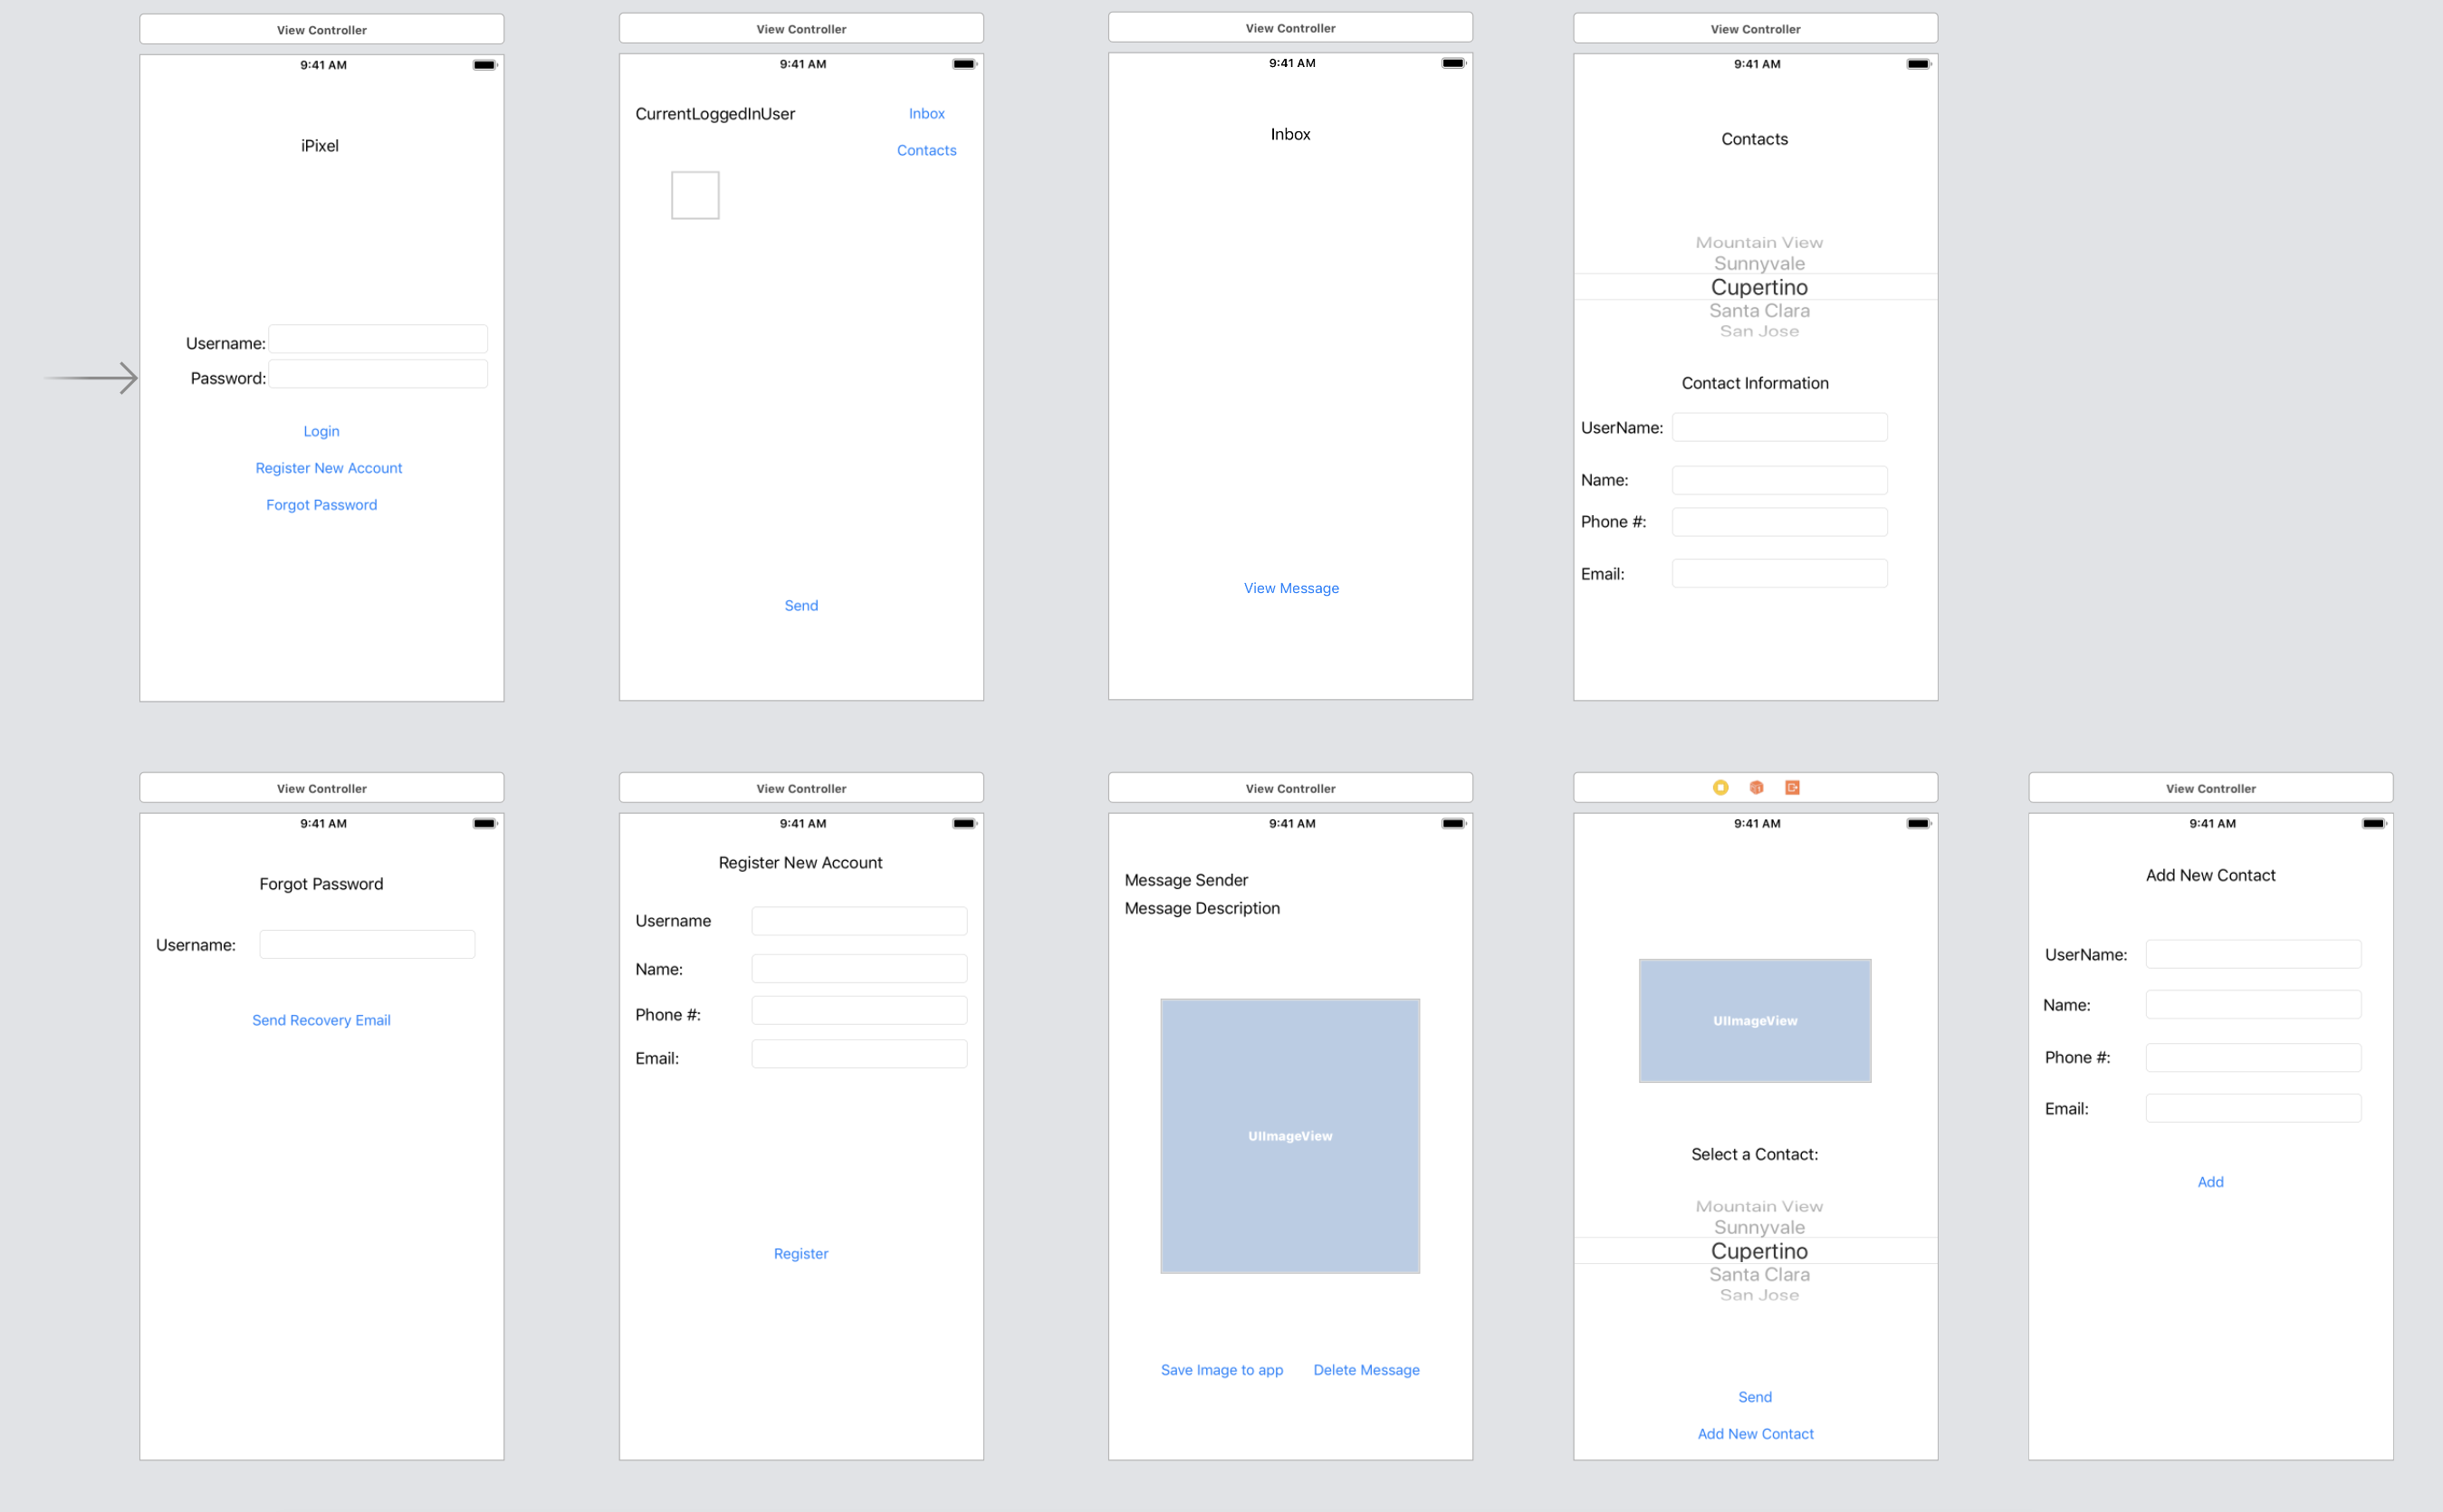 View Controller
9:41 AM
iPixel
Username:
Password:
Login
Register New Account
Forgot Password
View Controller
9:41 AM
CurrentLoggedInUser
Inbox
Contacts
Send
View Controller
9:41 AM
Inbox
View Message
View Controller
9:41 AM
Contacts
Mountain View
Sunnyvale
Cupertino
Santa Clara
San Jose
Contact Information
UserName:
Name:
Phone #:
Email:
View Controller
9:41 AM
Forgot Password
Username:
Send Recovery Email
View Controller
9:41 AM
Register New Account
Username
Name:
Phone #:
Email:
Register
View Controller
9:41 AM
Message Sender
Message Description
UIImageView
Save Image to app
Delete Message
9:41 AM
UIImageView
Select a Contact:
Mountain View
Sunnyvale
Cupertino
Santa Clara
San Jose
Send
Add New Contact
View Controller
9:41 AM
Add New Contact
UserName:
Name:
Phone #:
Email:
Add